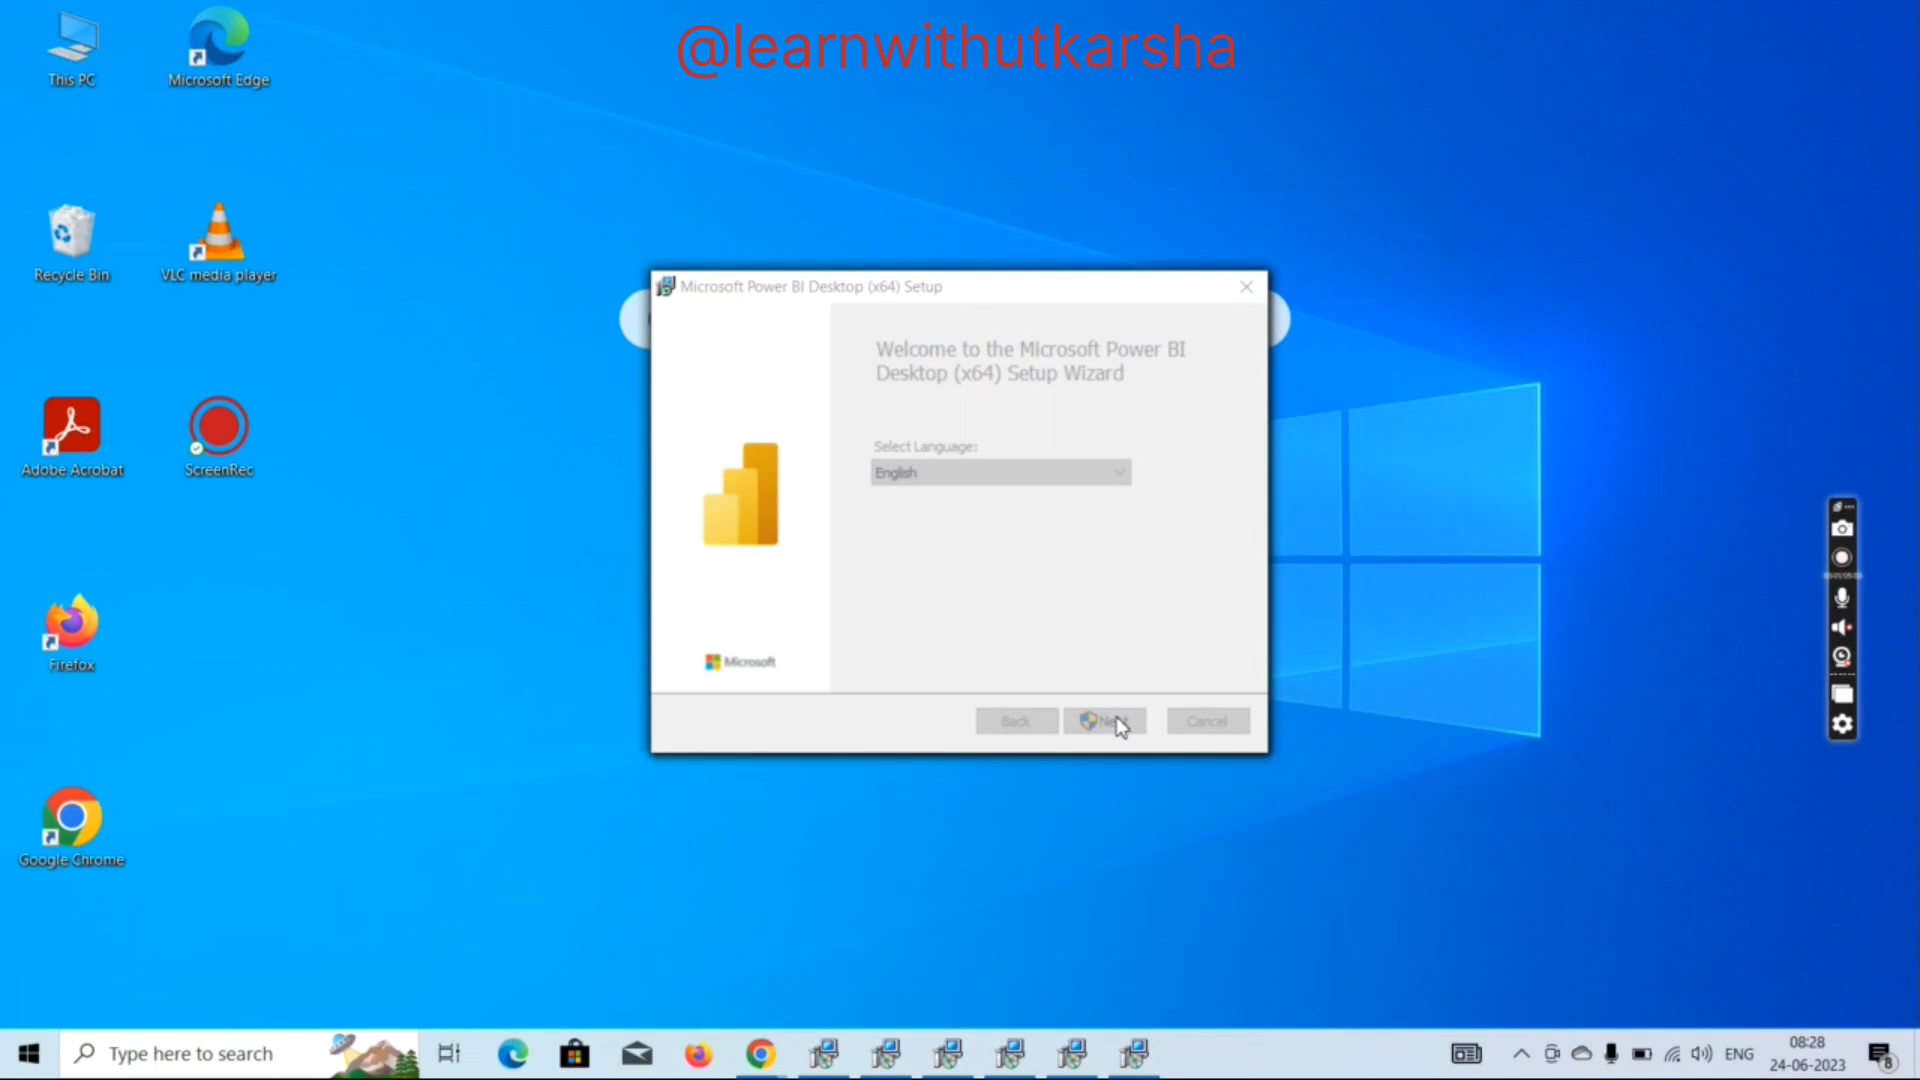 @learnwithutkarsha
This PC
Microsoft Edge
Recycle Bin
VLC media player
Adobe Acrobat
ScreenRec
Firefox
Google Chrome
Microsoft Power BI Desktop (x64) Setup
Welcome to the Microsoft Power BI
Desktop (x64) Setup Wizard
Select Language:
English
Microsoft
Back
Cancel
Type here to search
ENG
08:28
24-06-2023
8